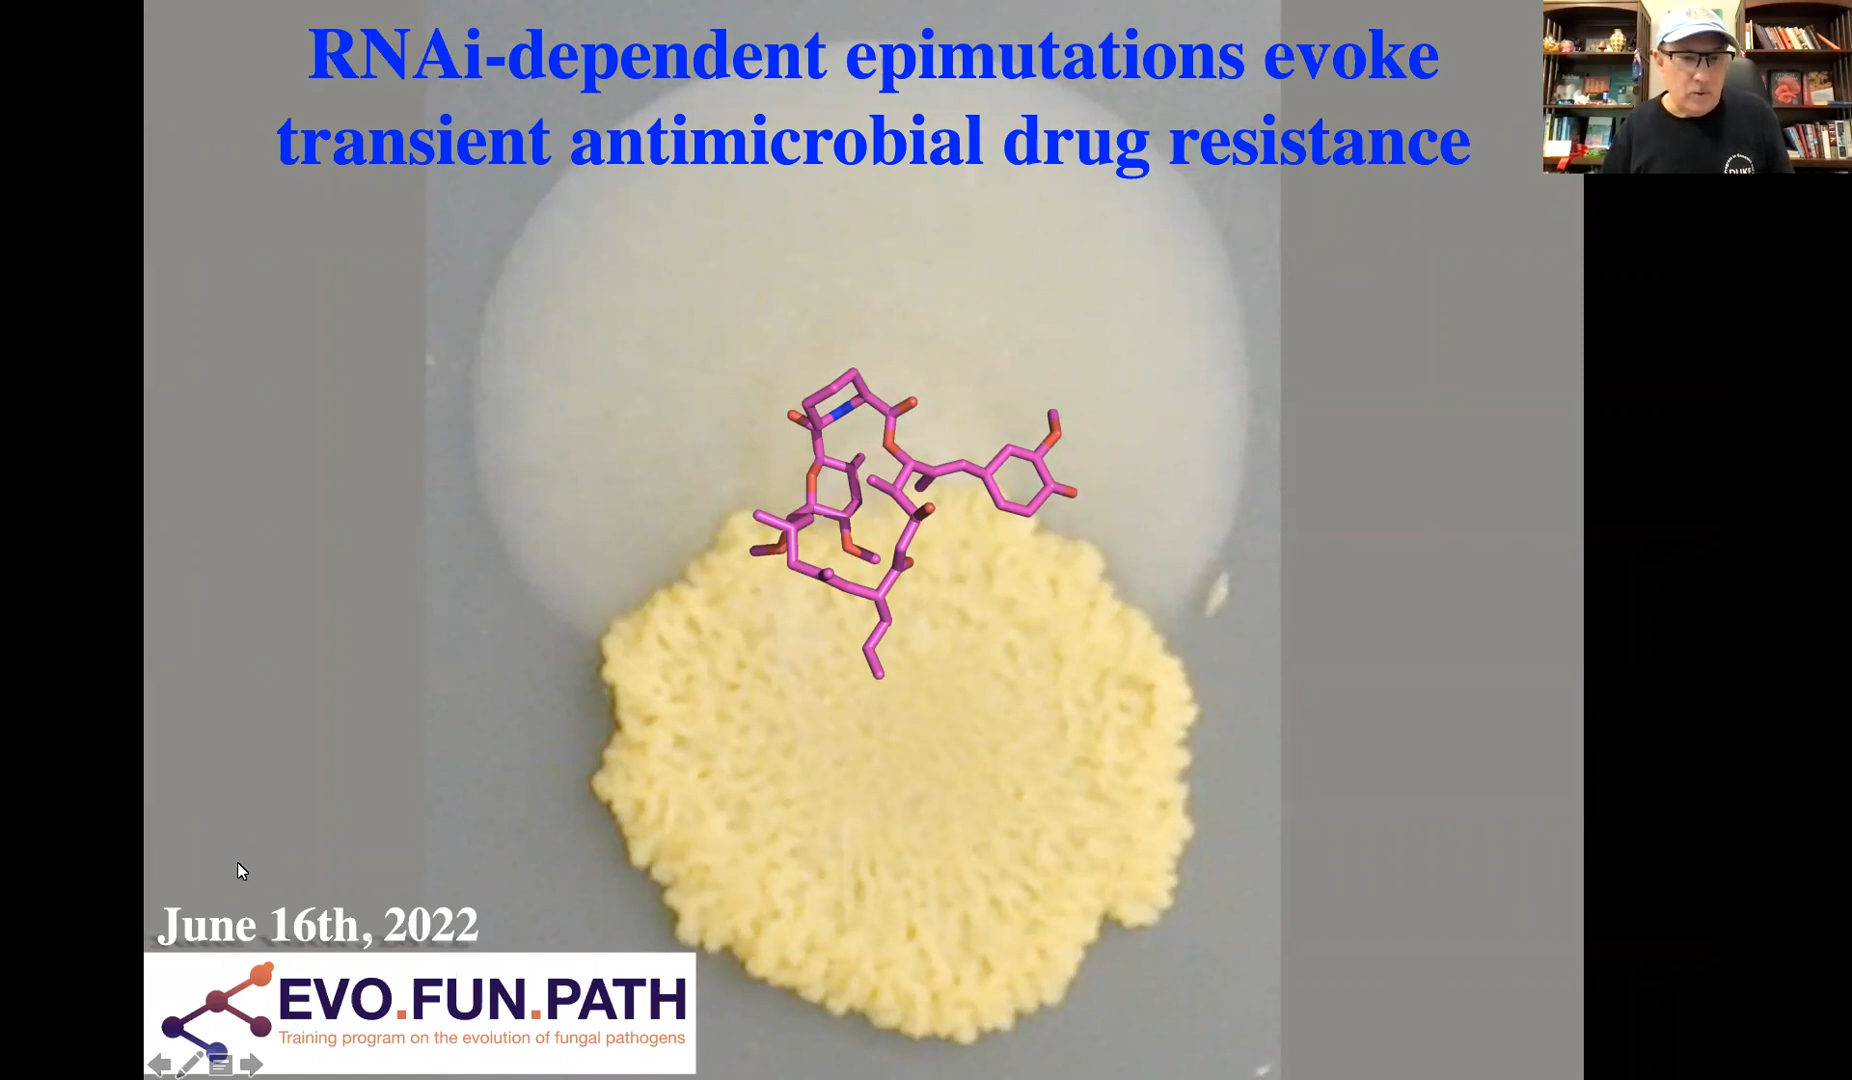 RNAi-dependent epimutations evoke
transient antimicrobial drug resistance
DUKE
June 16th, 2022
EVO.FUN.PATH
Training program on the evolution of fungal pathogens